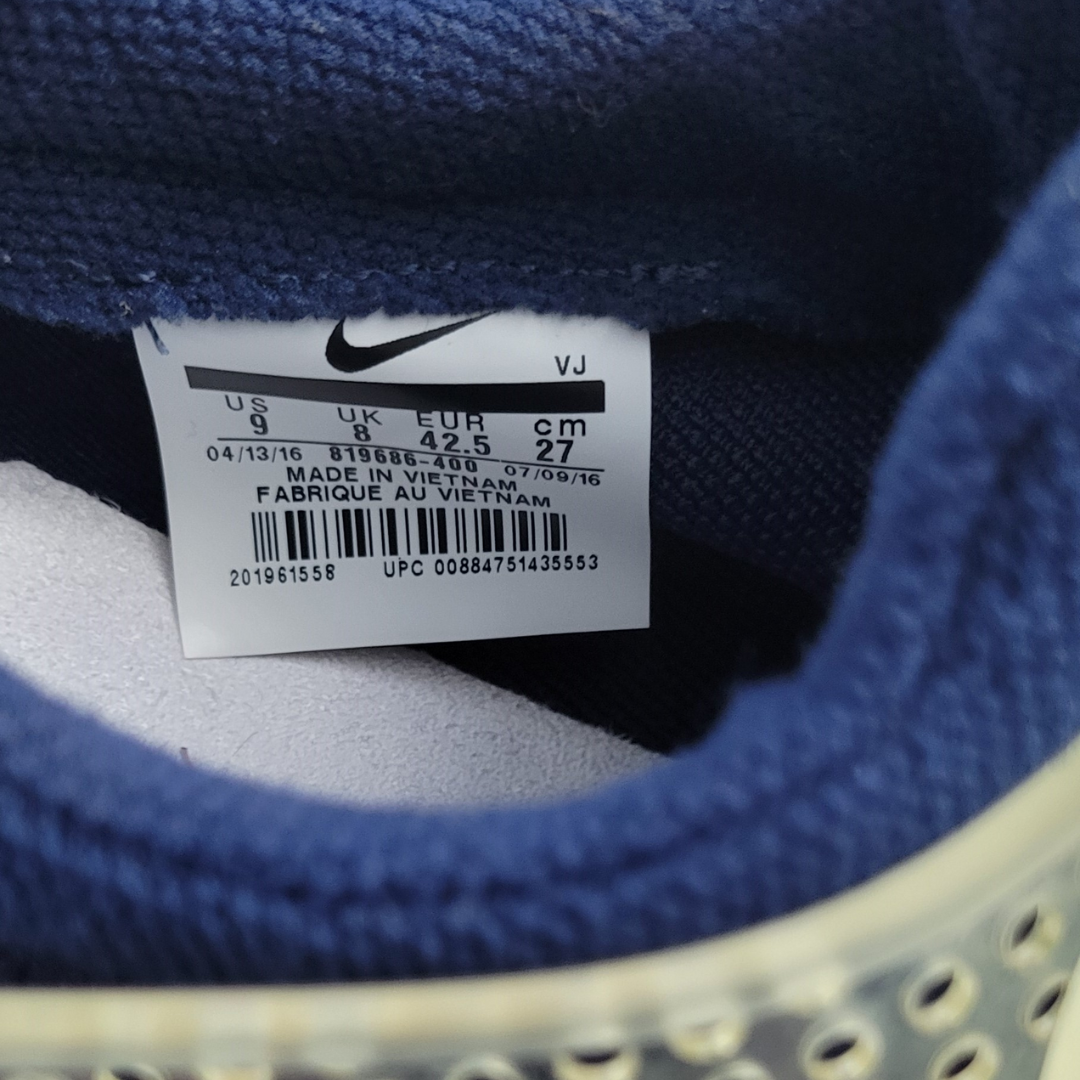 VJ
US UK EUR cm
9 8 42.5 27
04/13/16 819686-400 07/09/16
MADE IN VIETNAM
FABRIQUE AU VIETNAM
201961558 UPC 00884751435553